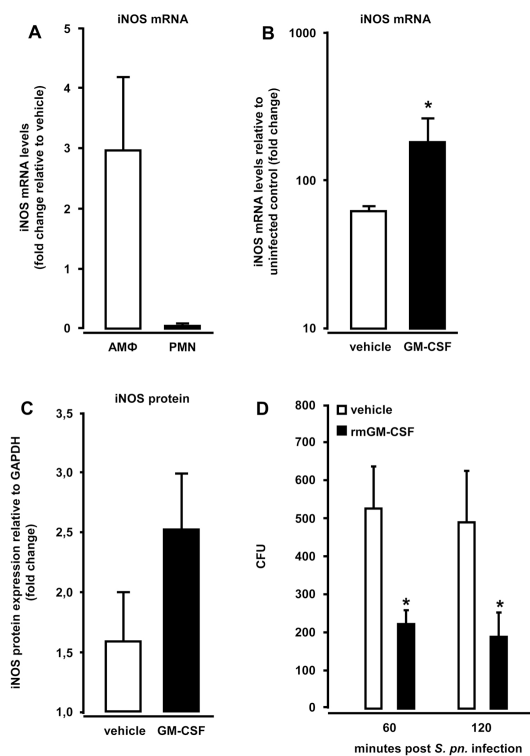 A
iNOS mRNA
iNOS mRNA levels
(fold change relative to vehicle)
5
4
3
2
1
0
AMΦ PMN
B
iNOS mRNA
iNOS mRNA levels relative to
uninfected control (fold change)
1000
100
10
*
vehicle GM-CSF
C
iNOS protein
iNOS protein expression relative to GAPDH
(fold change)
3,5
3,0
2,5
2,0
1,5
1,0
vehicle GM-CSF
D
vehicle
rmGM-CSF
CFU
800
700
600
500
400
300
200
100
0
* *
60 120
minutes post S. pn. infection